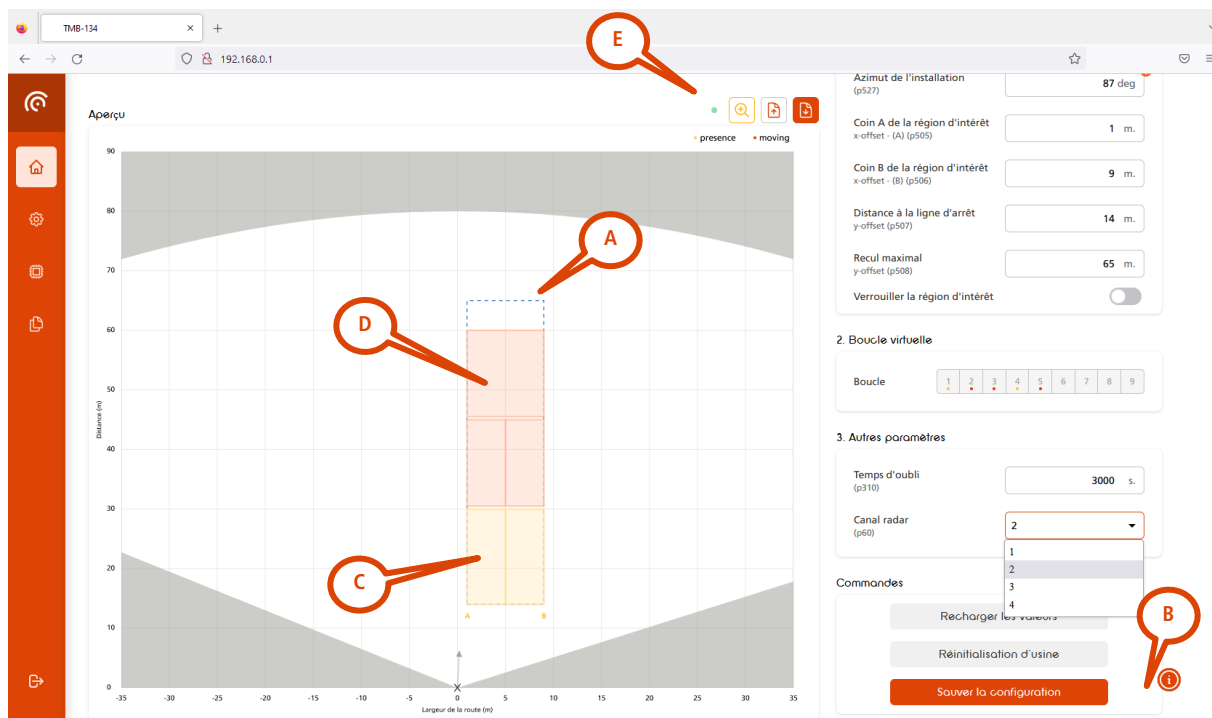 TMB-134
192.168.0.1
E
Aperçu
presence
moving
90
80
70
60
50
40
30
20
10
0
Distance (m)
A
D
C
A
B
-35
-30
-25
-20
-15
-10
-5
0
5
10
15
20
25
30
35
Largeur de la route (m)
Azimut de l'installation
(p527)
87 deg
Coin A de la région d'intérêt
x-offset - (A) (p505)
1 m.
Coin B de la région d'intérêt
x-offset - (B) (p506)
9 m.
Distance à la ligne d'arrêt
y-offset (p507)
14 m.
Recul maximal
y-offset (p508)
65 m.
Verrouiller la région d'intérêt
2. Boucle virtuelle
Boucle
1 2 3 4 5 6 7 8 9
3. Autres paramètres
Temps d'oubli
(p310)
3000 s.
Canal radar
(p60)
2
1
2
3
4
Commandes
Recharger les valeurs
B
Réinitialisation d'usine
Sauver la configuration
i